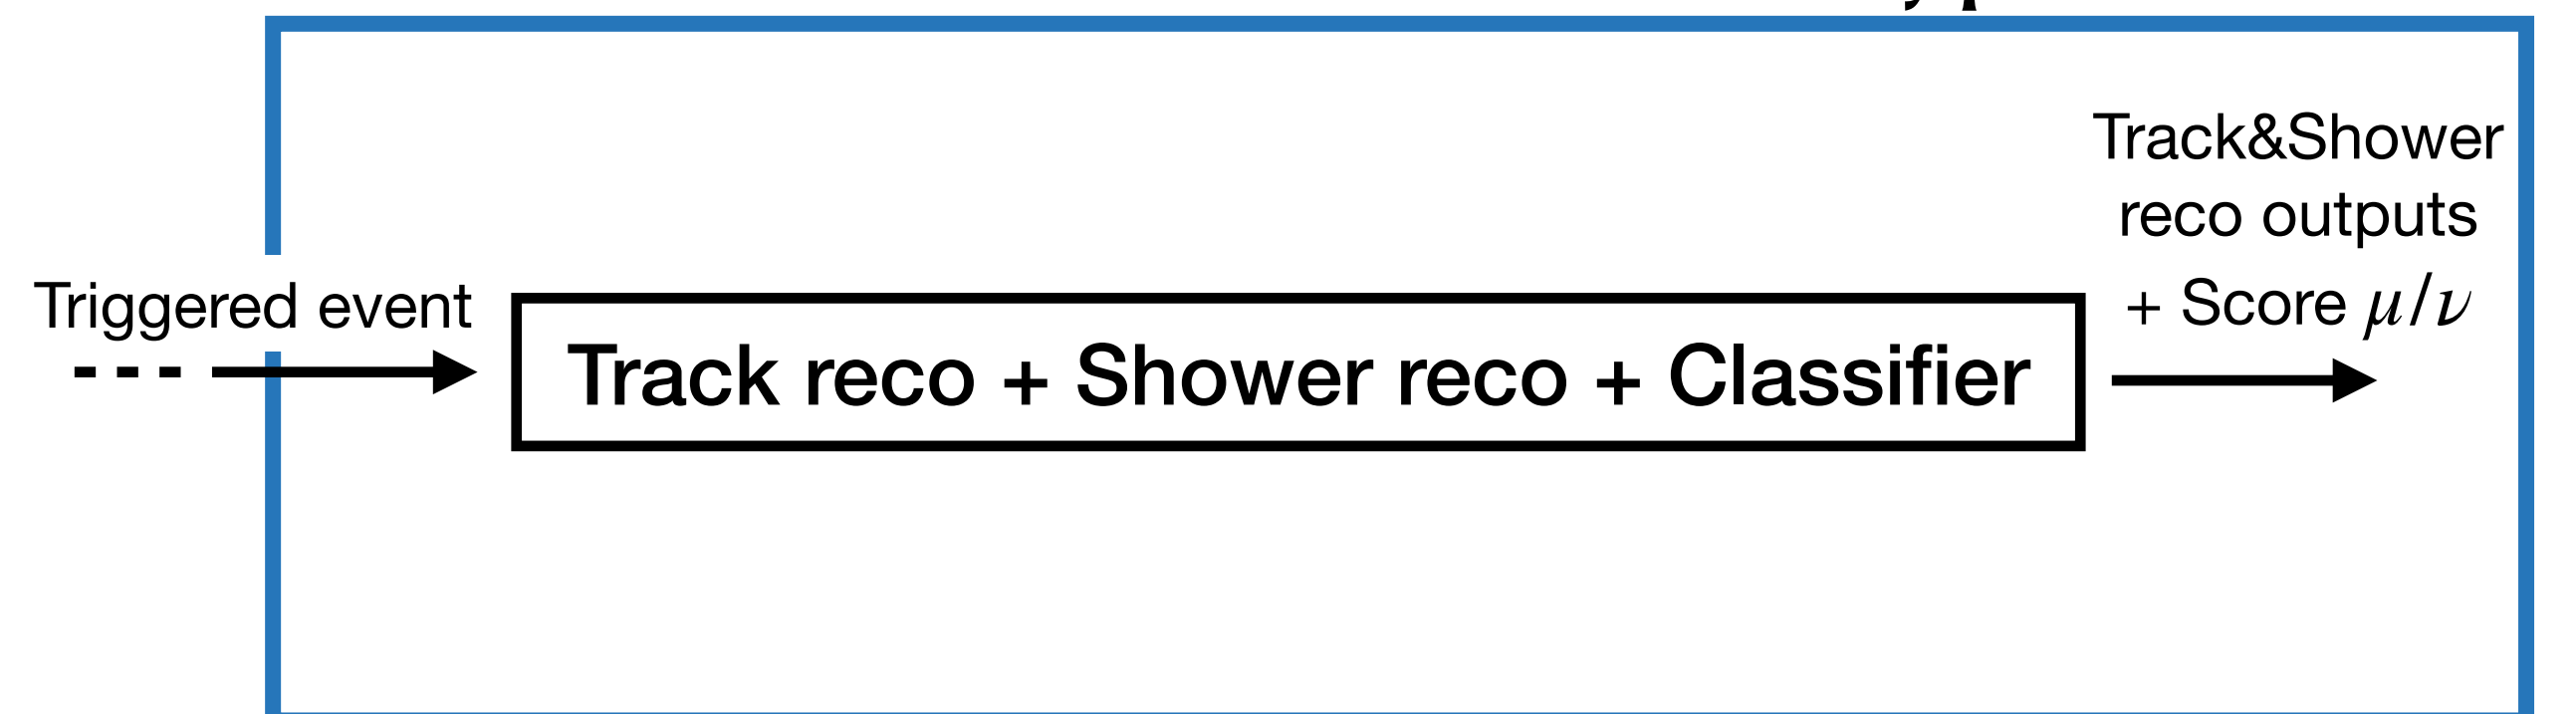 Triggered event
Track reco + Shower reco + Classifier
Track&Shower
reco outputs
+ Score μ/ν